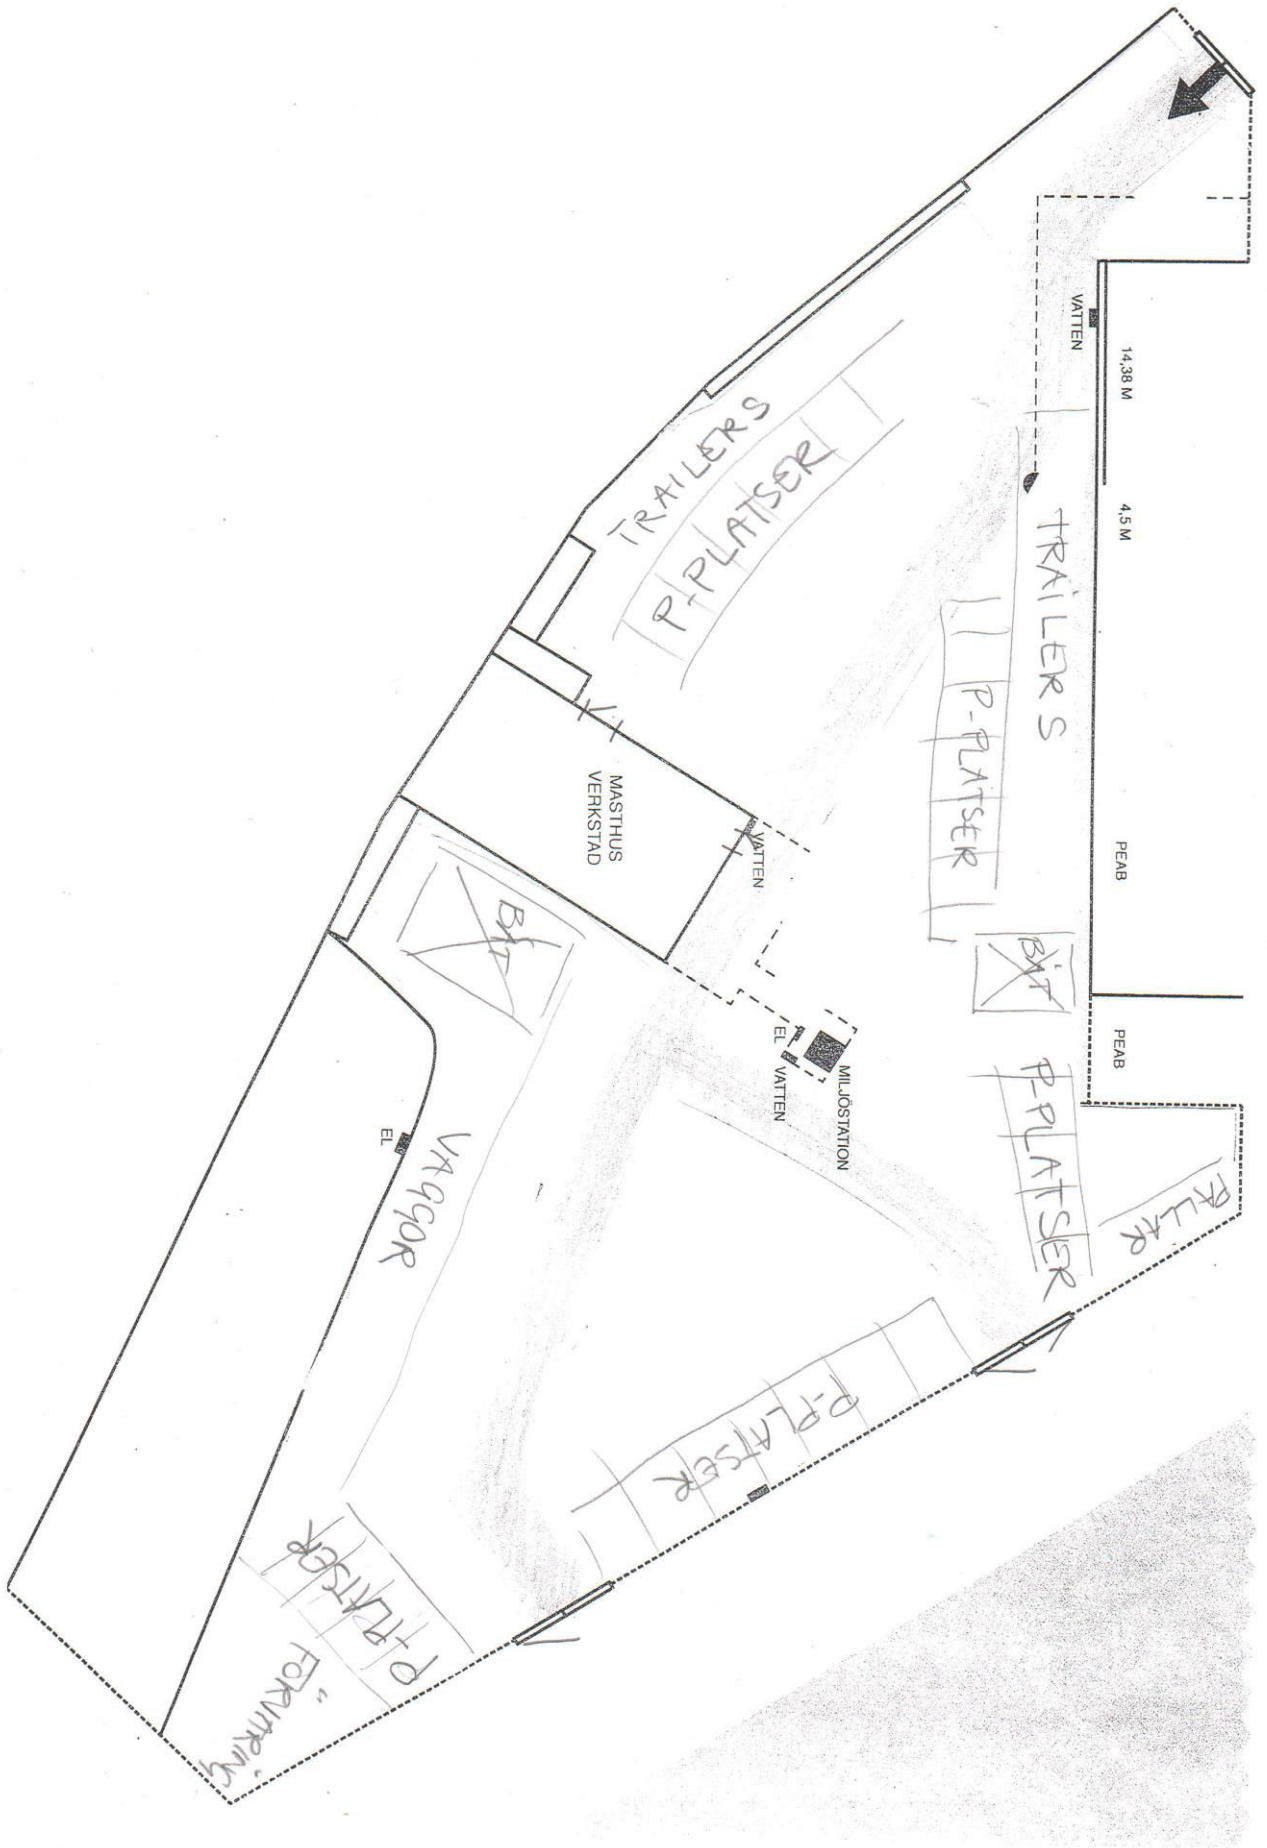 VATTEN
14,38 M
4,5 M
TRAILERS
TRAILERS
P-PLATSER
P-PLATSER
MASTHUS
VERKSTAD
VATTEN
PEAB
BÅT
BÅT
PEAB
EL
VATTEN
MILJÖSTATION
P-PLATSER
PALLAR
EL
VAGGOR
P-PLATSER
P-PLATSER
FÖRVARING